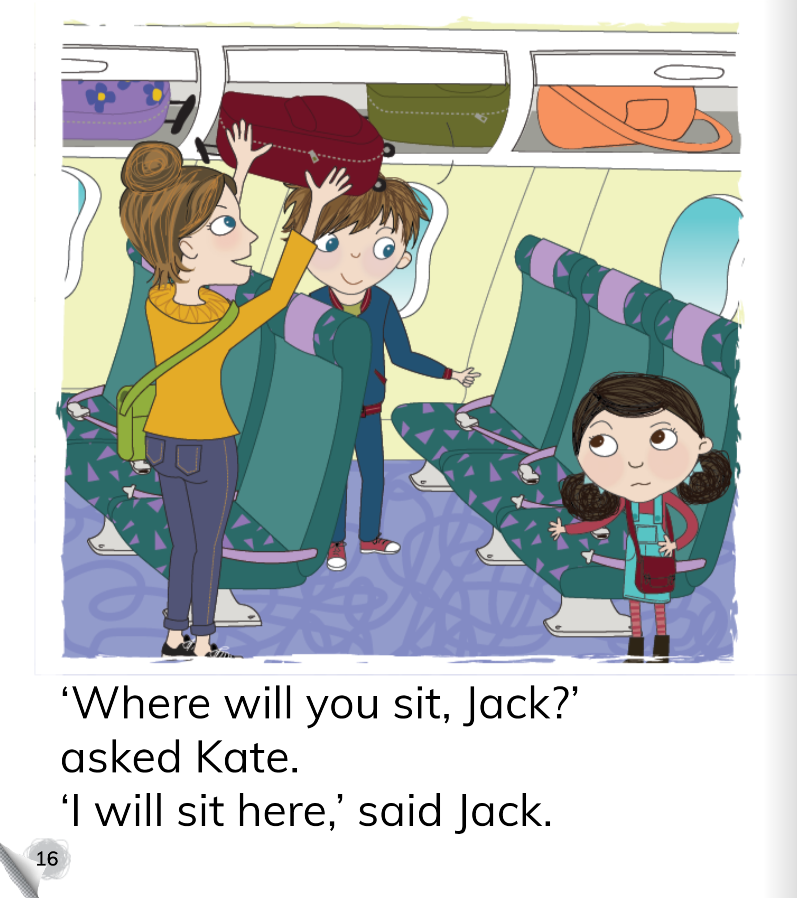 ‘Where will you sit, Jack?’
asked Kate.
‘I will sit here,’ said Jack.
16